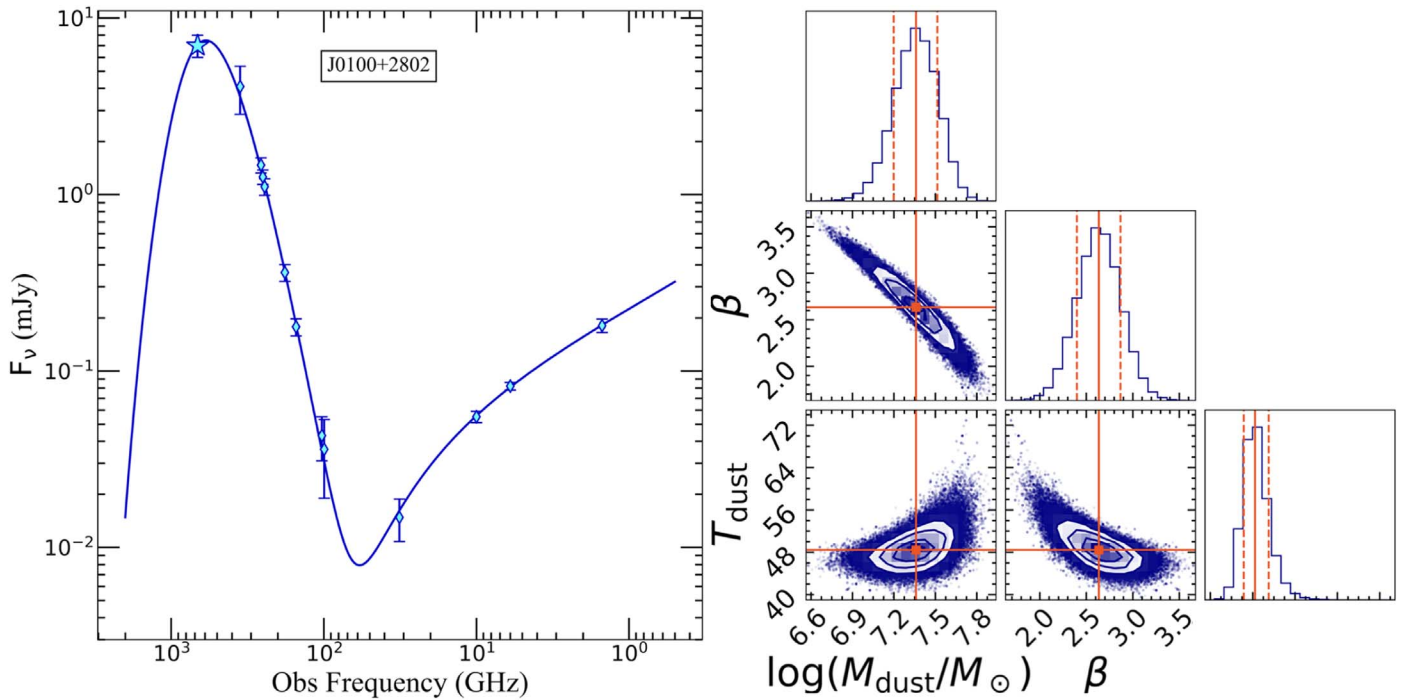 J0100+2802
10¹
10⁰
10⁻¹
10⁻²
F_ν (mJy)
10³ 10² 10¹ 10⁰
Obs Frequency (GHz)
3.5
3.0
2.5
2.0
β
72
64
56
48
40
T_dust
6.6 6.9 7.2 7.5 7.8
log(M_dust/M_⊙)
2.0 2.5 3.0 3.5
β